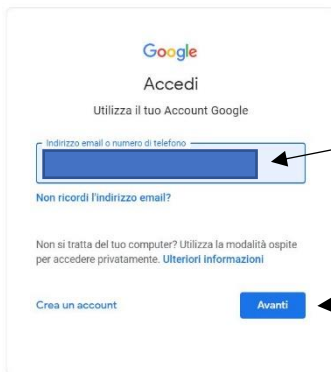 Google
Accedi
Utilizza il tuo Account Google
Indirizzo email o numero di telefono
Non ricordi l'indirizzo email?
Non si tratta del tuo computer? Utilizza la modalità ospite
per accedere privatamente. Ulteriori informazioni
Crea un account
Avanti